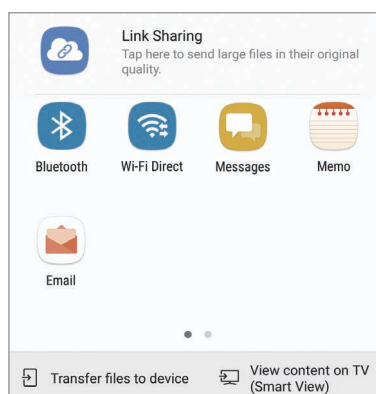 Link Sharing
Tap here to send large files in their original
quality.
Bluetooth
Wi-Fi Direct
Messages
Memo
Email
Transfer files to device
View content on TV
(Smart View)